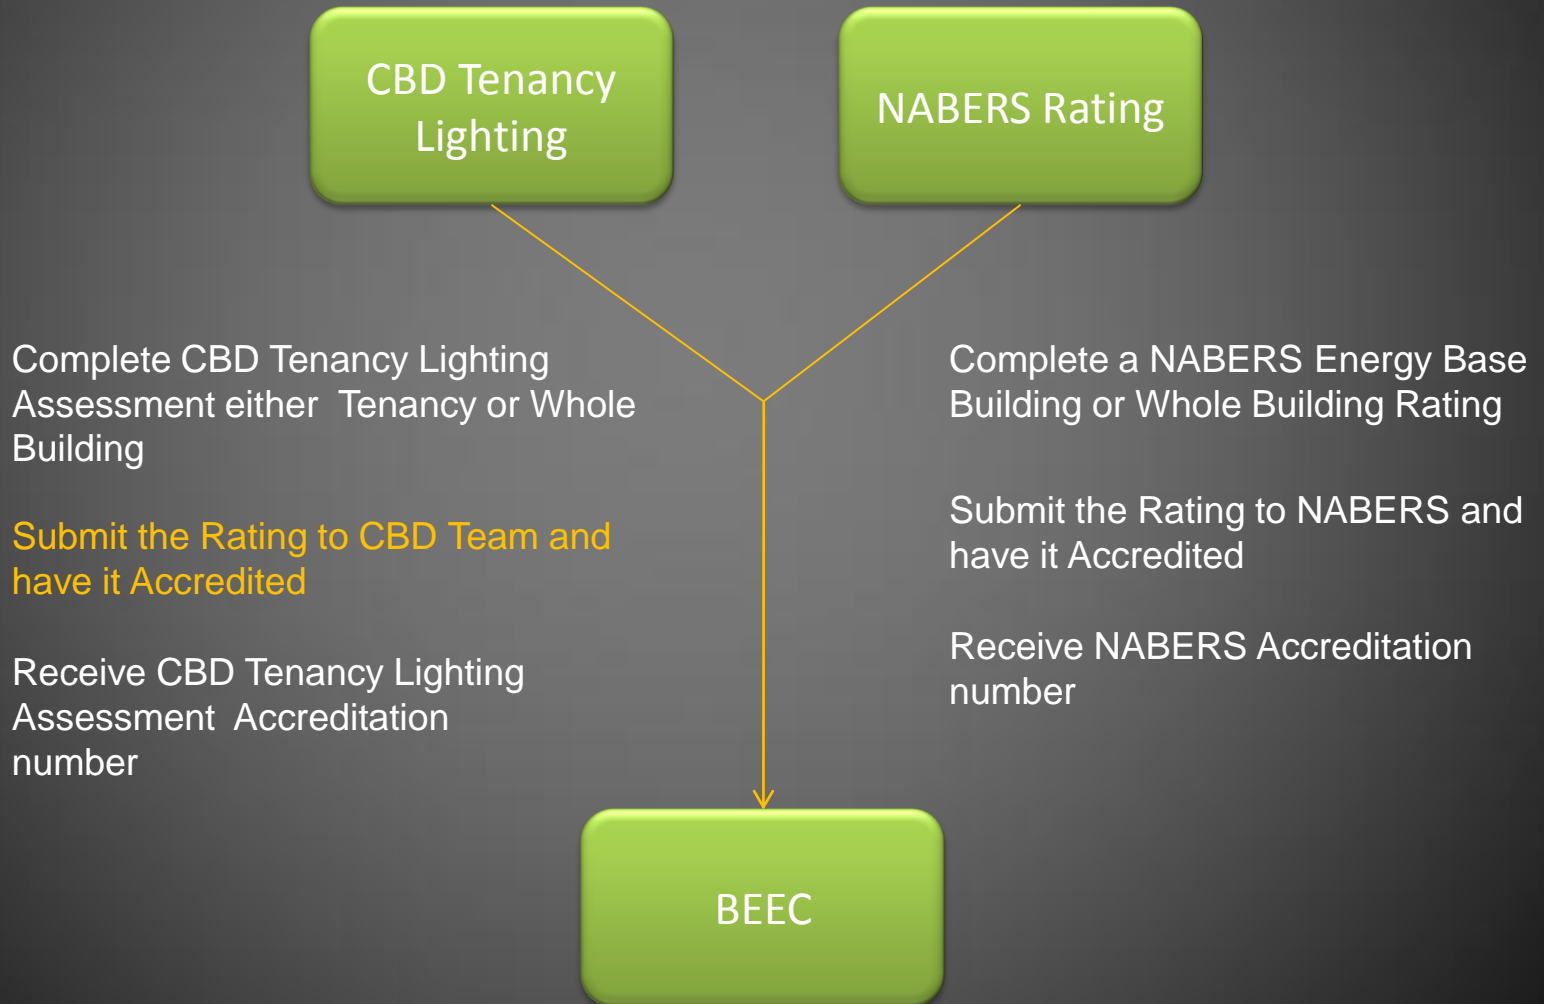 CBD Tenancy
Lighting
NABERS Rating
Complete CBD Tenancy Lighting
Assessment either  Tenancy or Whole
Building
Submit the Rating to CBD Team and
have it Accredited
Receive CBD Tenancy Lighting
Assessment  Accreditation
number
Complete a NABERS Energy Base
Building or Whole Building Rating
Submit the Rating to NABERS and
have it Accredited
Receive NABERS Accreditation
number
BEEC